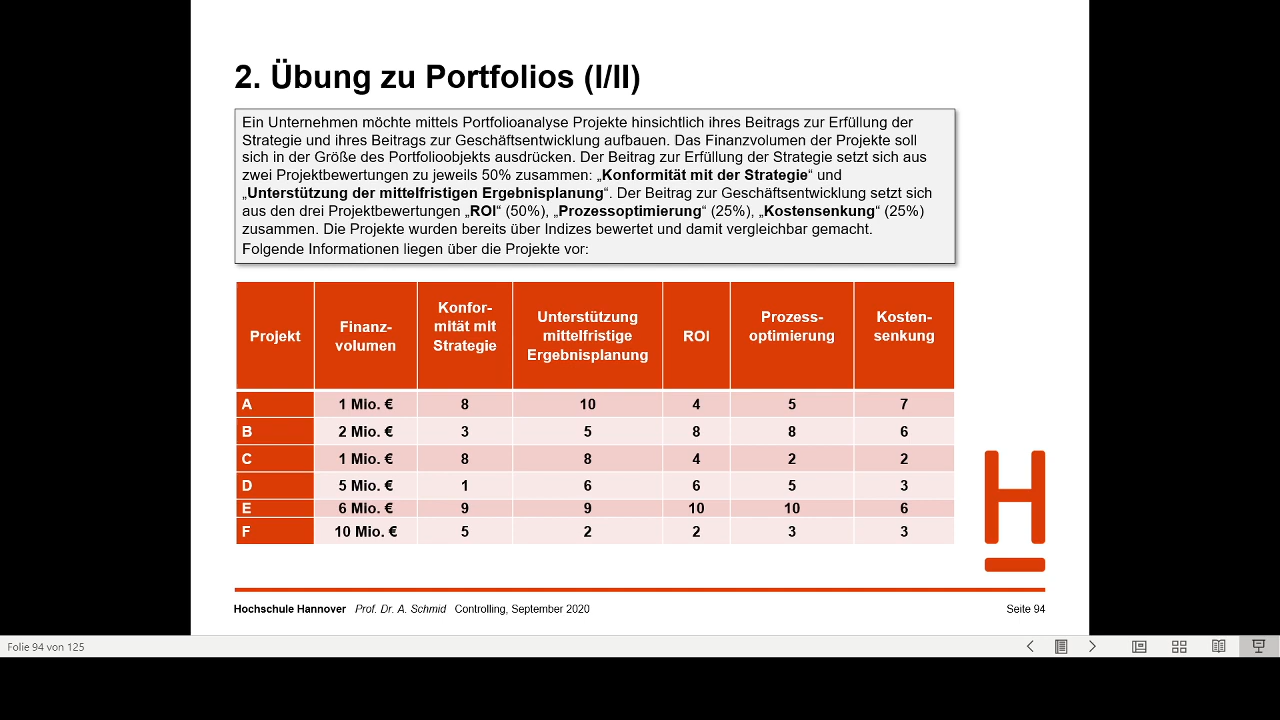 2. Übung zu Portfolios (I/II)
Ein Unternehmen möchte mittels Portfolioanalyse Projekte hinsichtlich ihres Beitrags zur Erfüllung der
Strategie und ihres Beitrags zur Geschäftsentwicklung aufbauen. Das Finanzvolumen der Projekte soll
sich in der Größe des Portfolioobjekts ausdrücken. Der Beitrag zur Erfüllung der Strategie setzt sich aus
zwei Projektbewertungen zu jeweils 50% zusammen: „Konformität mit der Strategie“ und
„Unterstützung der mittelfristigen Ergebnisplanung“. Der Beitrag zur Geschäftsentwicklung setzt sich
aus den drei Projektbewertungen „ROI“ (50%), „Prozessoptimierung“ (25%), „Kostensenkung“ (25%)
zusammen. Die Projekte wurden bereits über Indizes bewertet und damit vergleichbar gemacht.
Folgende Informationen liegen über die Projekte vor:
Projekt
Finanz-
volumen
Konfor-
mität mit
Strategie
Unterstützung
mittelfristige
Ergebnisplanung
ROI
Prozess-
optimierung
Kosten-
senkung
A 1 Mio. € 8 10 4 5 7
B 2 Mio. € 3 5 8 8 6
C 1 Mio. € 8 8 4 2 2
D 5 Mio. € 1 6 6 5 3
E 6 Mio. € 9 9 10 10 6
F 10 Mio. € 5 2 2 3 3
H
Hochschule Hannover Prof. Dr. A. Schmid Controlling, September 2020 Seite 94
Folie 94 von 125